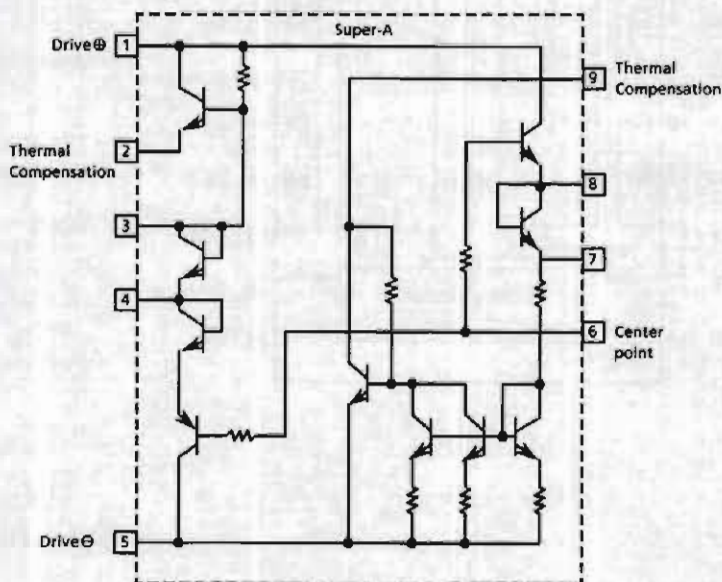 Super-A
Drive⊕ 1
9 Thermal
Compensation
Thermal
Compensation
2
8
3
7
4
6 Center
point
Drive⊖ 5